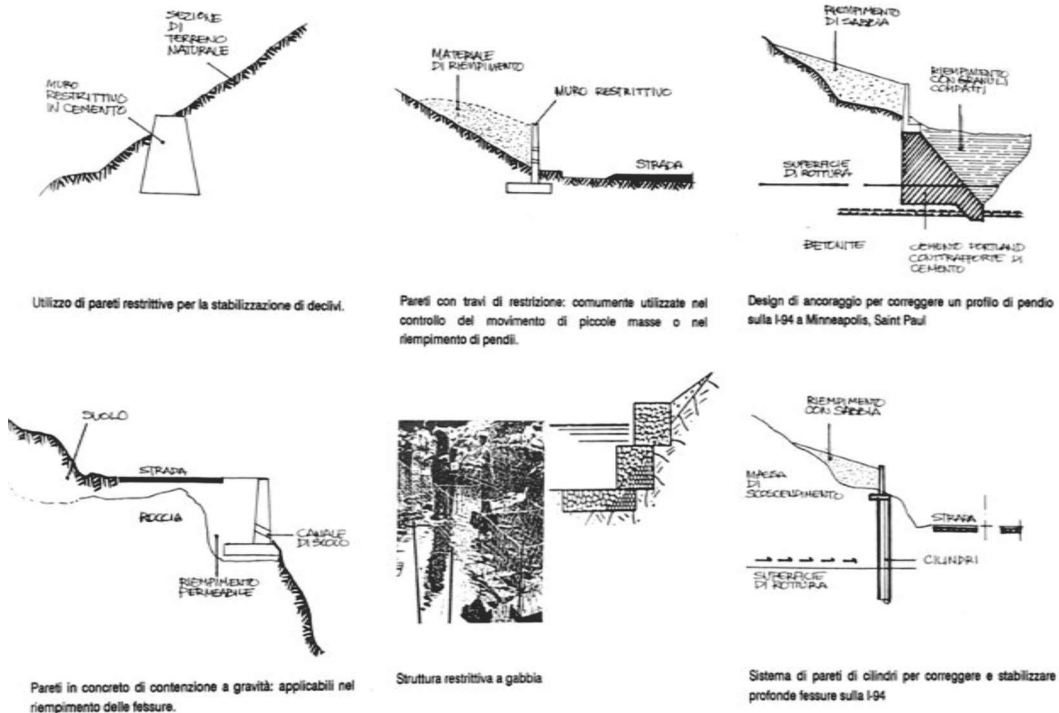 SEZIONE
DI
TERRENO
NATURALE
MURO
RESTRITTIVO
IN CEMENTO
Utilizzo di pareti restrittive per la stabilizzazione di declivi.
MATERIALE
DI RIEMPIMENTO
MURO RESTRITTIVO
STRADA
Pareti con travi di restrizione: comumente utilizzate nel
controllo del movimento di piccole masse o nel
riempimento di pendii.
RIEMPIMENTO
DI SABBIA
RIEMPIMENTO
CON GRANULI
COMPATTI
SUPERFICIE
DI ROTTURA
BETONITE
CEMENTO PORTLAND
CONTRAFFORTE DI
CEMENTO
Design di ancoraggio per correggere un profilo di pendio
sulla I-94 a Minneapolis, Saint Paul
SUOLO
STRADA
ROCCIA
CANALE
DI SCOLO
RIEMPIMENTO
PERMEABILE
Pareti in concreto di contenzione a gravità: applicabili nel
riempimento delle fessure.
Struttura restrittiva a gabbia
RIEMPIMENTO
CON SABBIA
MASSA
DI
SCOSCENDIMENTO
STRADA
CILINDRI
SUPERFICIE
DI ROTTURA
Sistema di pareti di cilindri per correggere e stabilizzare
profonde fessure sulla I-94